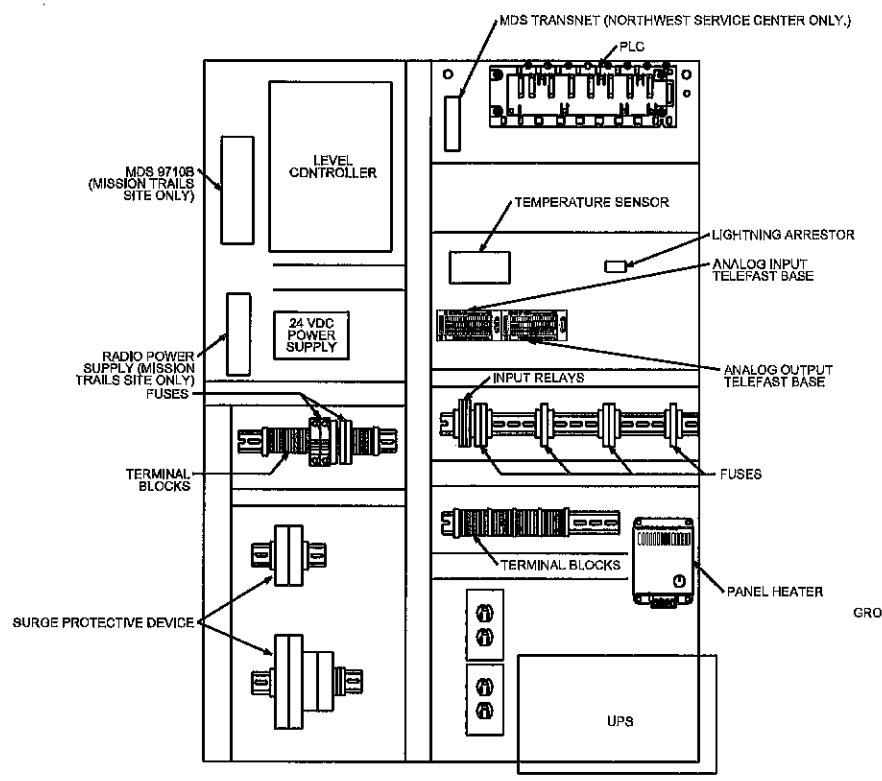 MDS TRANSNET (NORTHWEST SERVICE CENTER ONLY.)
PLC
MDS 9710B
(MISSION TRAILS
SITE ONLY)
LEVEL
CONTROLLER
TEMPERATURE SENSOR
LIGHTNING ARRESTOR
ANALOG INPUT
TELEFAST BASE
24 VDC
POWER
SUPPLY
RADIO POWER
SUPPLY (MISSION
TRAILS SITE ONLY)
ANALOG OUTPUT
TELEFAST BASE
INPUT RELAYS
FUSES
TERMINAL
BLOCKS
FUSES
TERMINAL BLOCKS
PANEL HEATER
SURGE PROTECTIVE DEVICE
GRO
UPS